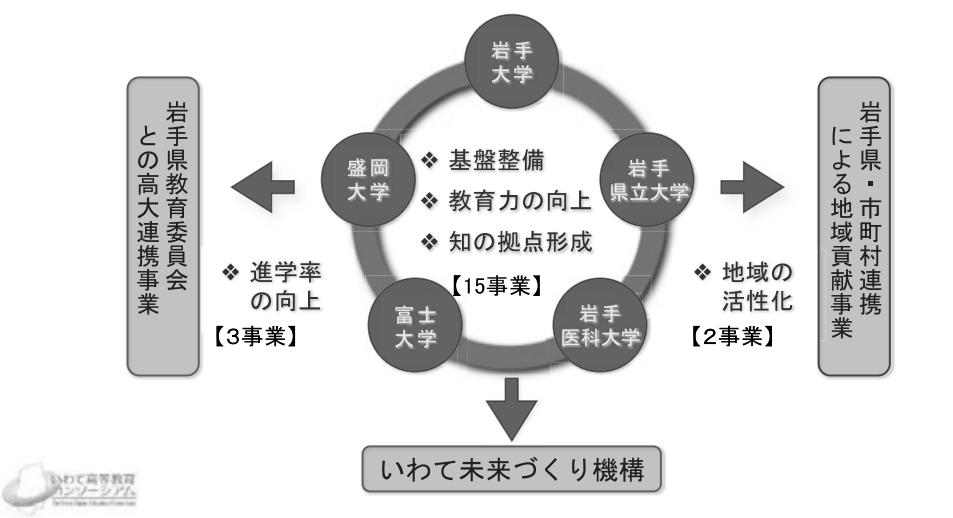 岩手
大学
岩手県教育委員会
との高大連携事業
盛岡
大学
❖ 基盤整備
❖ 教育力の向上
❖ 知の拠点形成
【15事業】
岩手
県立大学
岩手県・市町村連携
による地域貢献事業
❖ 進学率
の向上
【3事業】
富士
大学
岩手
医科大学
❖ 地域の
活性化
【2事業】
いわて未来づくり機構
いわて高等教育
コンソーシアム